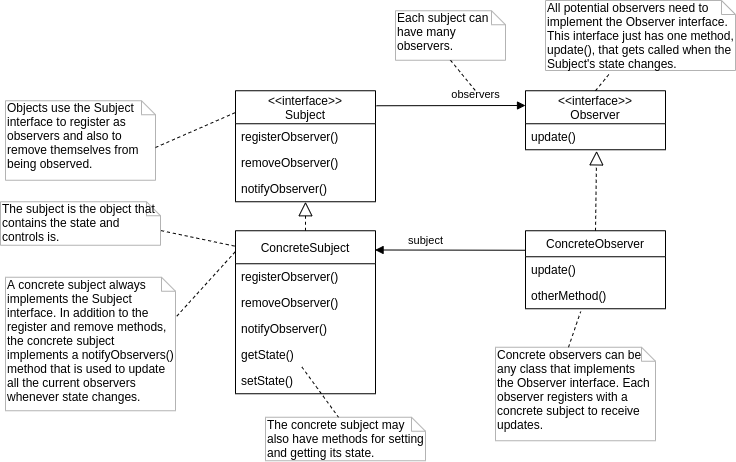 Each subject can
have many
observers.
All potential observers need to
implement the Observer interface.
This interface just has one method,
update(), that gets called when the
Subject's state changes.
Objects use the Subject
interface to register as
observers and also to
remove themselves from
being observed.
<<interface>>
Subject
registerObserver()
removeObserver()
notifyObserver()
observers
<<interface>>
Observer
update()
The subject is the object that
contains the state and
controls is.
ConcreteSubject
registerObserver()
removeObserver()
notifyObserver()
getState()
setState()
subject
ConcreteObserver
update()
otherMethod()
A concrete subject always
implements the Subject
interface. In addition to the
register and remove methods,
the concrete subject
implements a notifyObservers()
method that is used to update
all the current observers
whenever state changes.
Concrete observers can be
any class that implements
the Observer interface. Each
observer registers with a
concrete subject to receive
updates.
The concrete subject may
also have methods for setting
and getting its state.